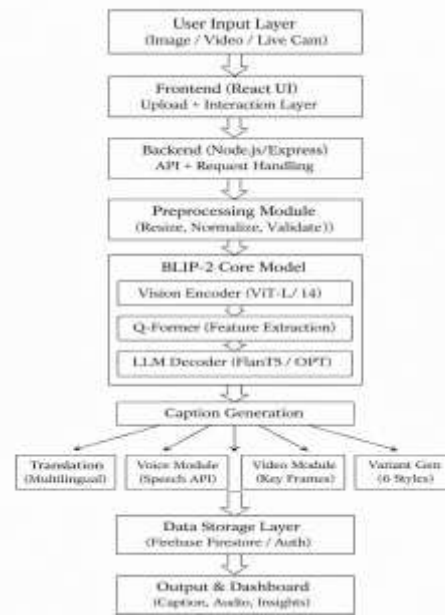 User Input Layer
(Image / Video / Live Cam)
Frontend (React UI)
Upload + Interaction Layer
Backend (Node.js/Express)
API + Request Handling
Preprocessing Module
(Resize, Normalize, Validate))
BLIP-2 Core Model
Vision Encoder (ViT-L/ 14)
Q-Former (Feature Extraction)
LLM Decoder (FlanT5 / OPT)
Caption Generation
Translation
(Multilingual)
Voice Module
(Speech API)
Video Module
(Key Frames)
Variant Gen
(6 Styles)
Data Storage Layer
(Firebase Firestore / Auth)
Output & Dashboard
(Caption, Audio, Insights)